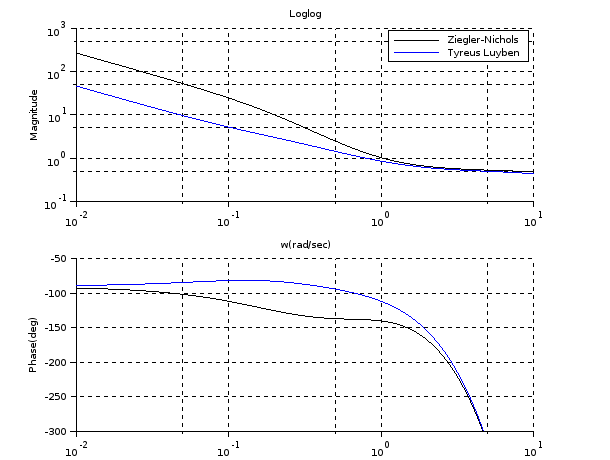 Loglog
Magnitude
10^3
10^2
10^1
10^0
10^-1
Ziegler-Nichols
Tyreus Luyben
10^-2 10^-1 10^0 10^1
w(rad/sec)
Phase(deg)
-50
-100
-150
-200
-250
-300
10^-2 10^-1 10^0 10^1